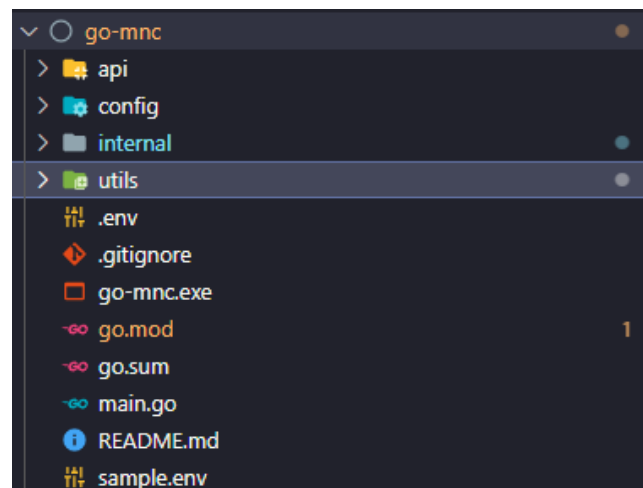 go-mnc
api
config
internal
utils
.env
.gitignore
go-mnc.exe
go.mod 1
go.sum
main.go
README.md
sample.env